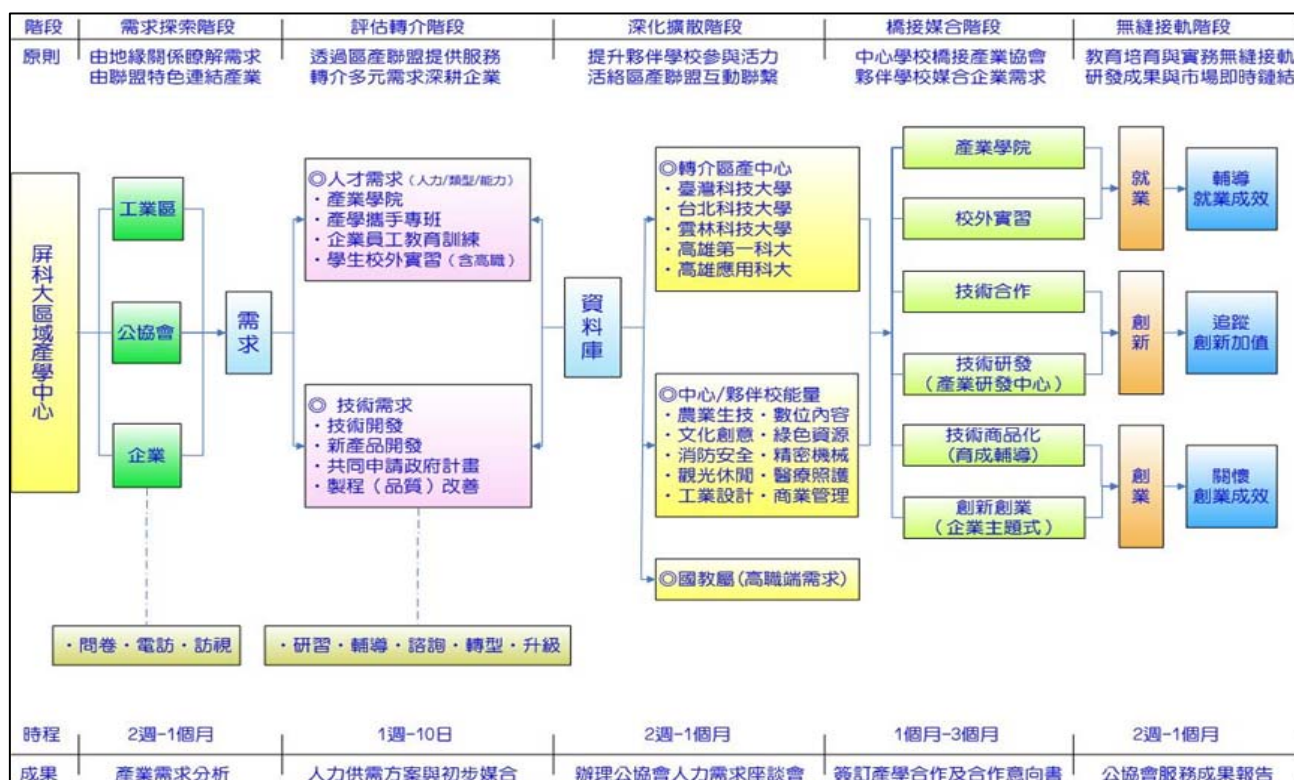 階段 需求探索階段 評估轉介階段 深化擴散階段 橋接媒合階段 無縫接軌階段
原則 由地緣關係瞭解需求 透過區產聯盟提供服務 提升夥伴學校參與活力 中心學校橋接產業協會 教育培育與實務無縫接軌
由聯盟特色連結產業 轉介多元需求深耕企業 活絡區產聯盟互動聯繫 夥伴學校媒合企業需求 研發成果與市場即時鏈結
屏科大區域產學中心
工業區
公協會
企業
需求
◎人才需求(人力/類型/能力)
・產業學院
・產學攜手專班
・企業員工教育訓練
・學生校外實習(含高職)
◎ 技術需求
・技術開發
・新產品開發
・共同申請政府計畫
・製程(品質)改善
資料庫
◎轉介區產中心
・臺灣科技大學
・台北科技大學
・雲林科技大學
・高雄第一科大
・高雄應用科大
◎中心/夥伴校能量
・農業生技・數位內容
・文化創意・綠色資源
・消防安全・精密機械
・觀光休閒・醫療照護
・工業設計・商業管理
◎國教屬(高職端需求)
產業學院
校外實習
技術合作
技術研發
(產業研發中心)
技術商品化
(育成輔導)
創新創業
(企業主題式)
就業
創新
創業
輔導
就業成效
追蹤
創新加值
關懷
創業成效
・問卷・電訪・訪視
・研習・輔導・諮詢・轉型・升級
時程 2週-1個月 1週-10日 2週-1個月 1個月-3個月 2週-1個月
成果 產業需求分析 人力供需方案與初步媒合 辦理公協會人力需求座談會 簽訂產學合作及合作意向書 公協會服務成果報告